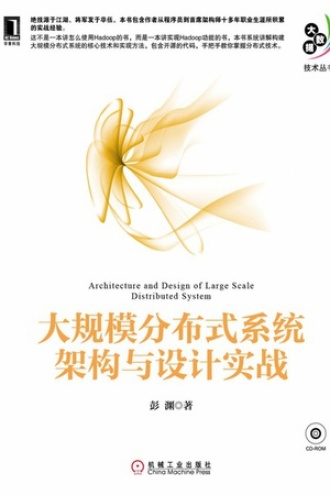 华章科技
绝技源于江湖、将军发于卒伍，本书包含作者从程序员到首席架构师十多年职业生涯所积累
的实战经验。
这不是一本讲怎么使用Hadoop的书，而是一本讲实现Hadoop功能的书。本书系统讲解构建
大规模分布式系统的核心技术和实现方法，包含开源的代码，手把手教你掌握分布式技术。
大数据
技术丛书
Architecture and Design of Large Scale
Distributed System
大规模分布式系统
架构与设计实战
彭 渊◎著
CD-ROM
机械工业出版社
China Machine Press